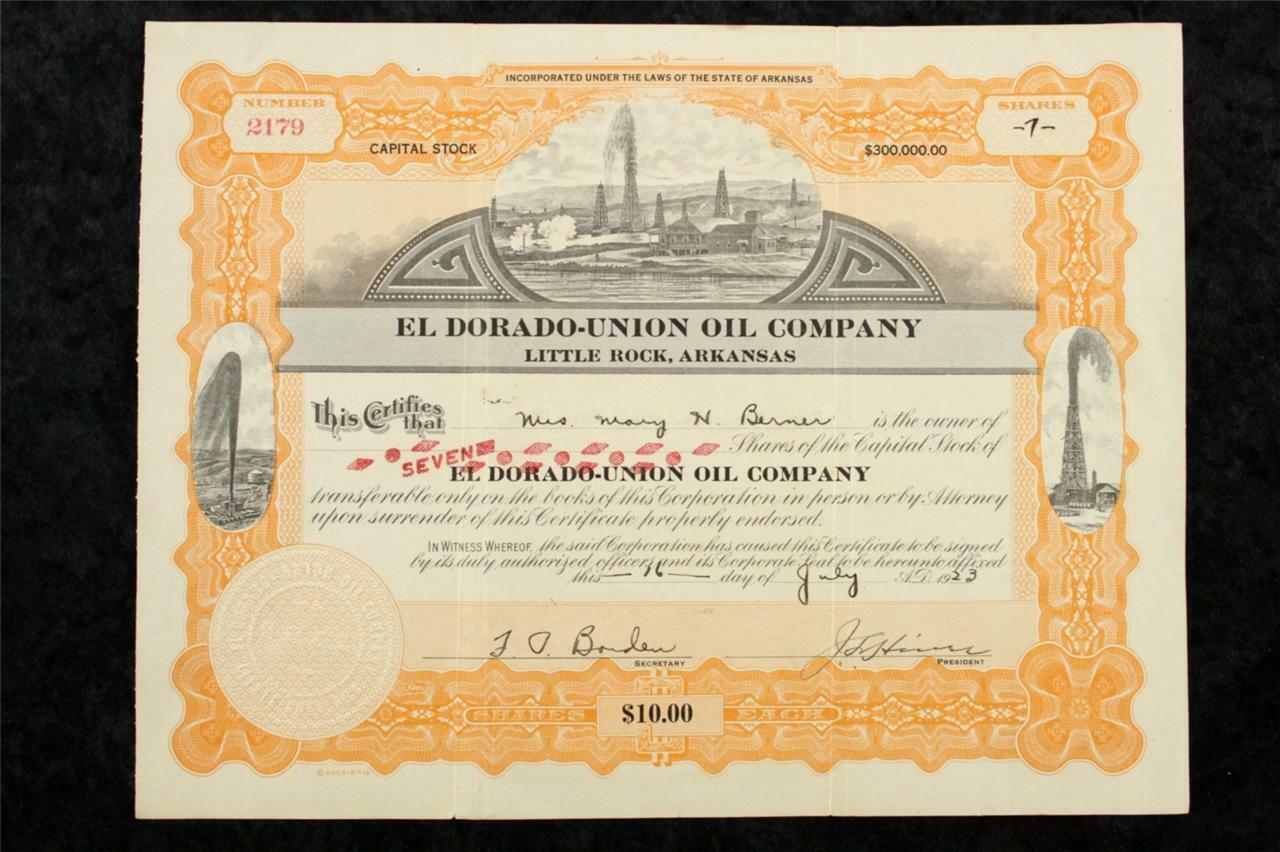 INCORPORATED UNDER THE LAWS OF THE STATE OF ARKANSAS
NUMBER
2179
SHARES
-7-
CAPITAL STOCK
$300,000.00
EL DORADO-UNION OIL COMPANY
LITTLE ROCK, ARKANSAS
This Certifies that Mrs. Mary H. Berner is the owner of
SEVEN Shares of the Capital Stock of
EL DORADO-UNION OIL COMPANY
transferable only on the books of this Corporation in person or by Attorney
upon surrender of this Certificate properly endorsed.
IN WITNESS WHEREOF, the said Corporation has caused this Certificate to be signed
by its duly authorized officers and its Corporate Seal to be hereunto affixed
this — 16 — day of July A.D. 1923
SECRETARY
PRESIDENT
SHARES $10.00 EACH